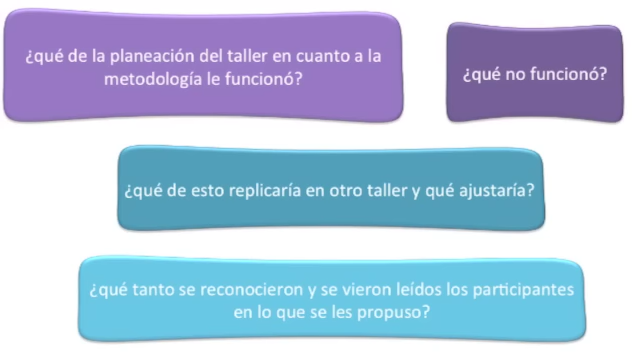 ¿qué de la planeación del taller en cuanto a la
metodología le funcionó?
¿qué no funcionó?
¿qué de esto replicaría en otro taller y qué ajustaría?
¿qué tanto se reconocieron y se vieron leídos los participantes
en lo que se les propuso?